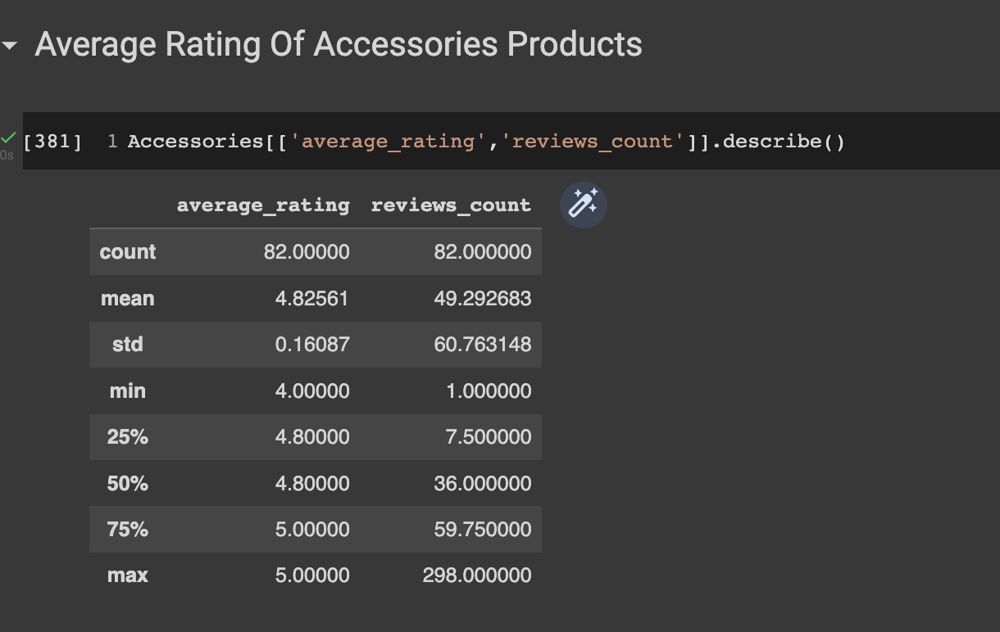 Average Rating Of Accessories Products
[381] 1 Accessories[['average_rating','reviews_count']].describe()
0s
average_rating reviews_count
count 82.00000 82.000000
mean 4.82561 49.292683
std 0.16087 60.763148
min 4.00000 1.000000
25% 4.80000 7.500000
50% 4.80000 36.000000
75% 5.00000 59.750000
max 5.00000 298.000000